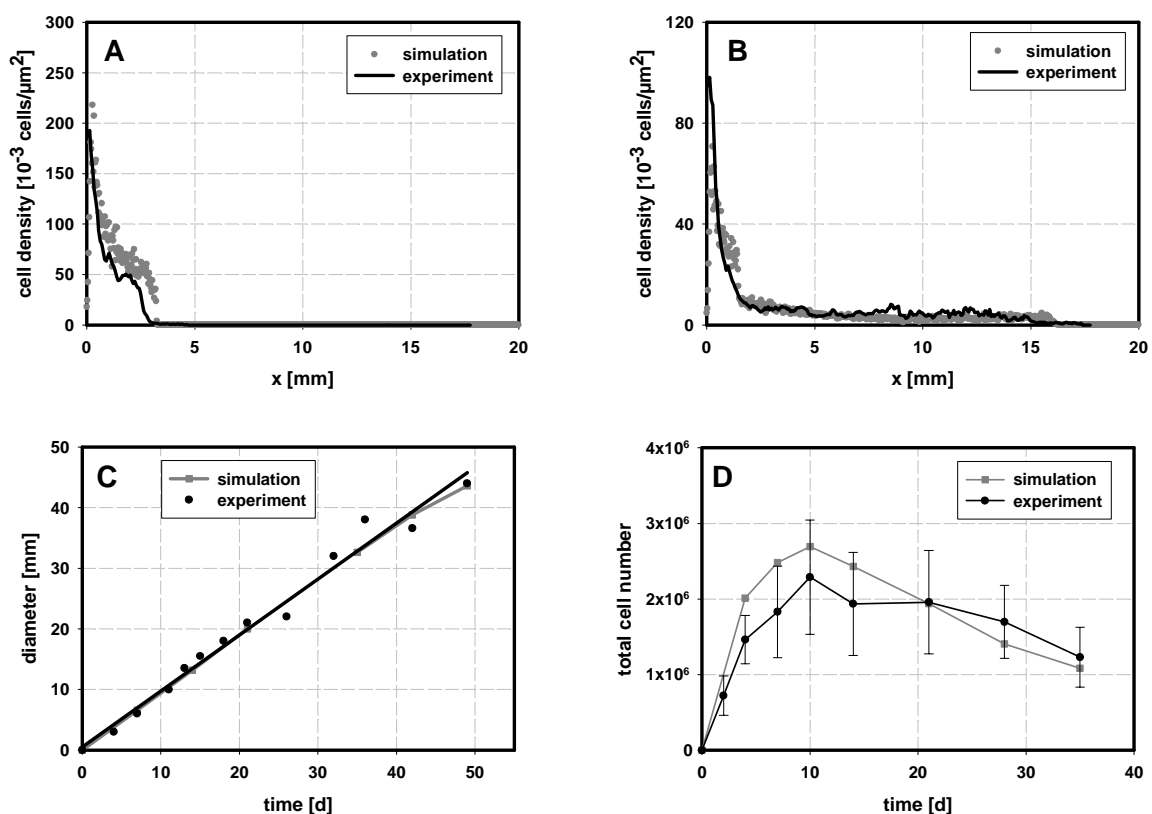 A
simulation
experiment
300
250
200
150
100
50
0
cell density [10⁻³ cells/µm²]
0 5 10 15 20
x [mm]
B
simulation
experiment
120
80
40
0
cell density [10⁻³ cells/µm²]
0 5 10 15 20
x [mm]
C
simulation
experiment
50
40
30
20
10
0
diameter [mm]
0 10 20 30 40 50
time [d]
D
simulation
experiment
4x10⁶
3x10⁶
2x10⁶
1x10⁶
0
total cell number
0 10 20 30 40
time [d]